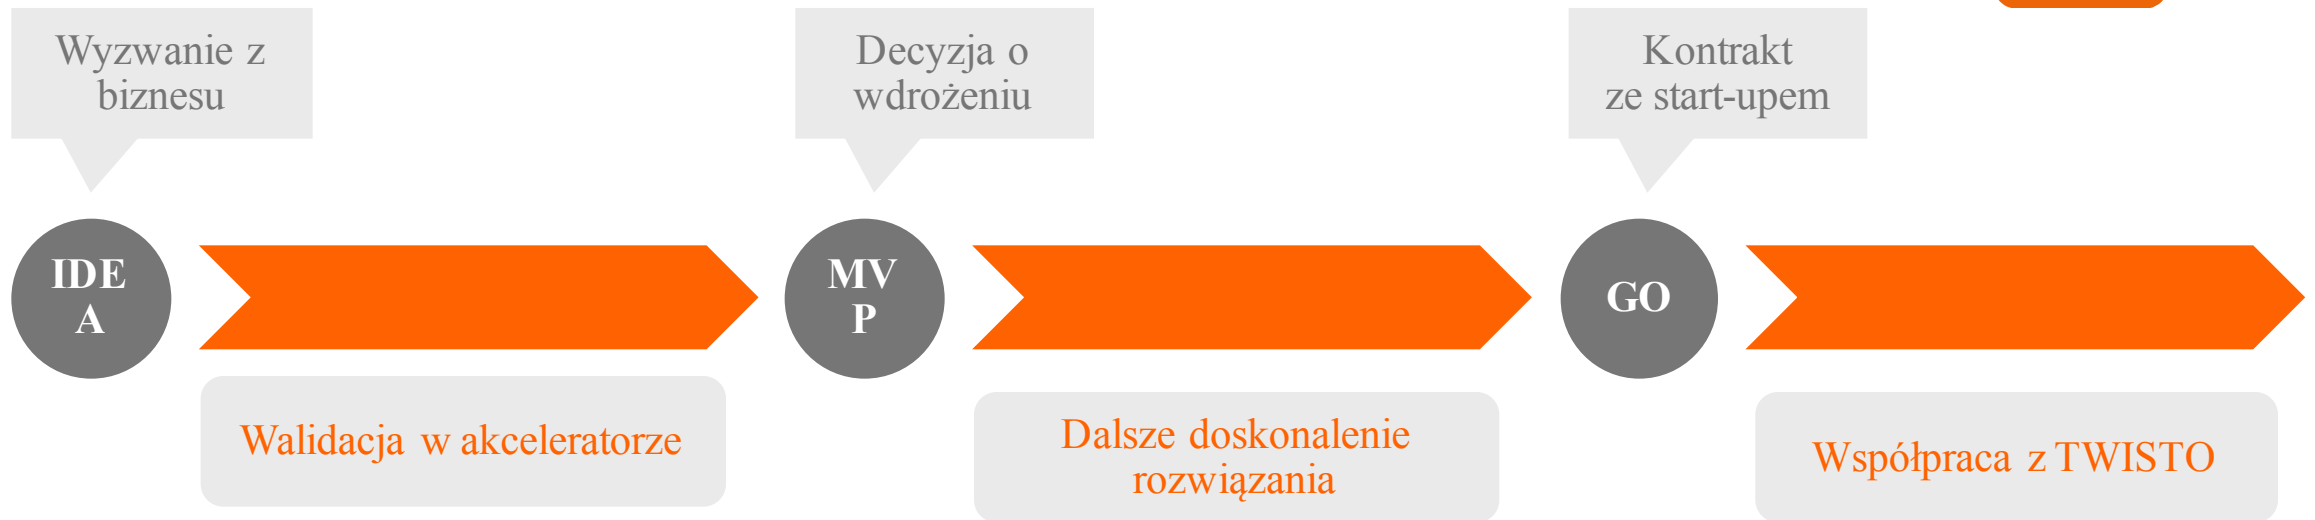 Wyzwanie z
biznesu
Decyzja o
wdrożeniu
Kontrakt
ze start-upem
IDE
A
MV
P
GO
Walidacja w akceleratorze
Dalsze doskonalenie
rozwiązania
Współpraca z TWISTO